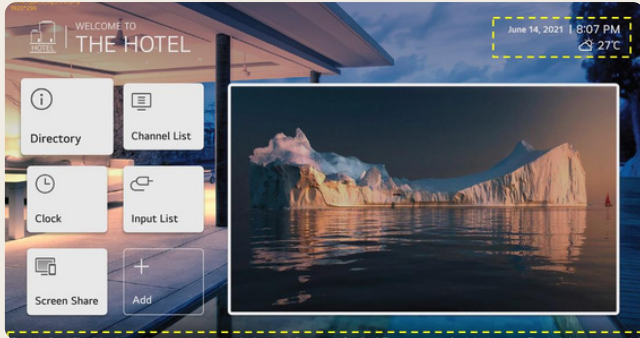 WELCOME TO
THE HOTEL
HOTEL
June 14, 2021 | 8:07 PM
27℃
Directory
Channel List
Clock
Input List
Screen Share
Add